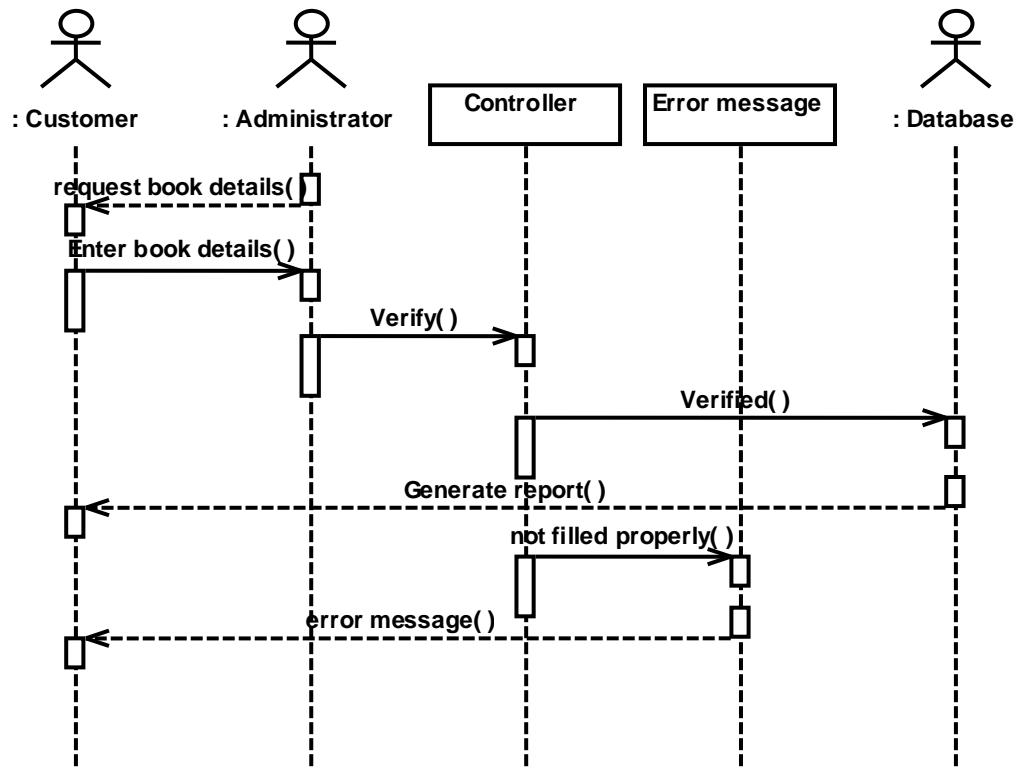 : Customer
: Administrator
Controller
Error message
: Database
request book details( )
Enter book details( )
Verify( )
Verified( )
Generate report( )
not filled properly( )
error message( )